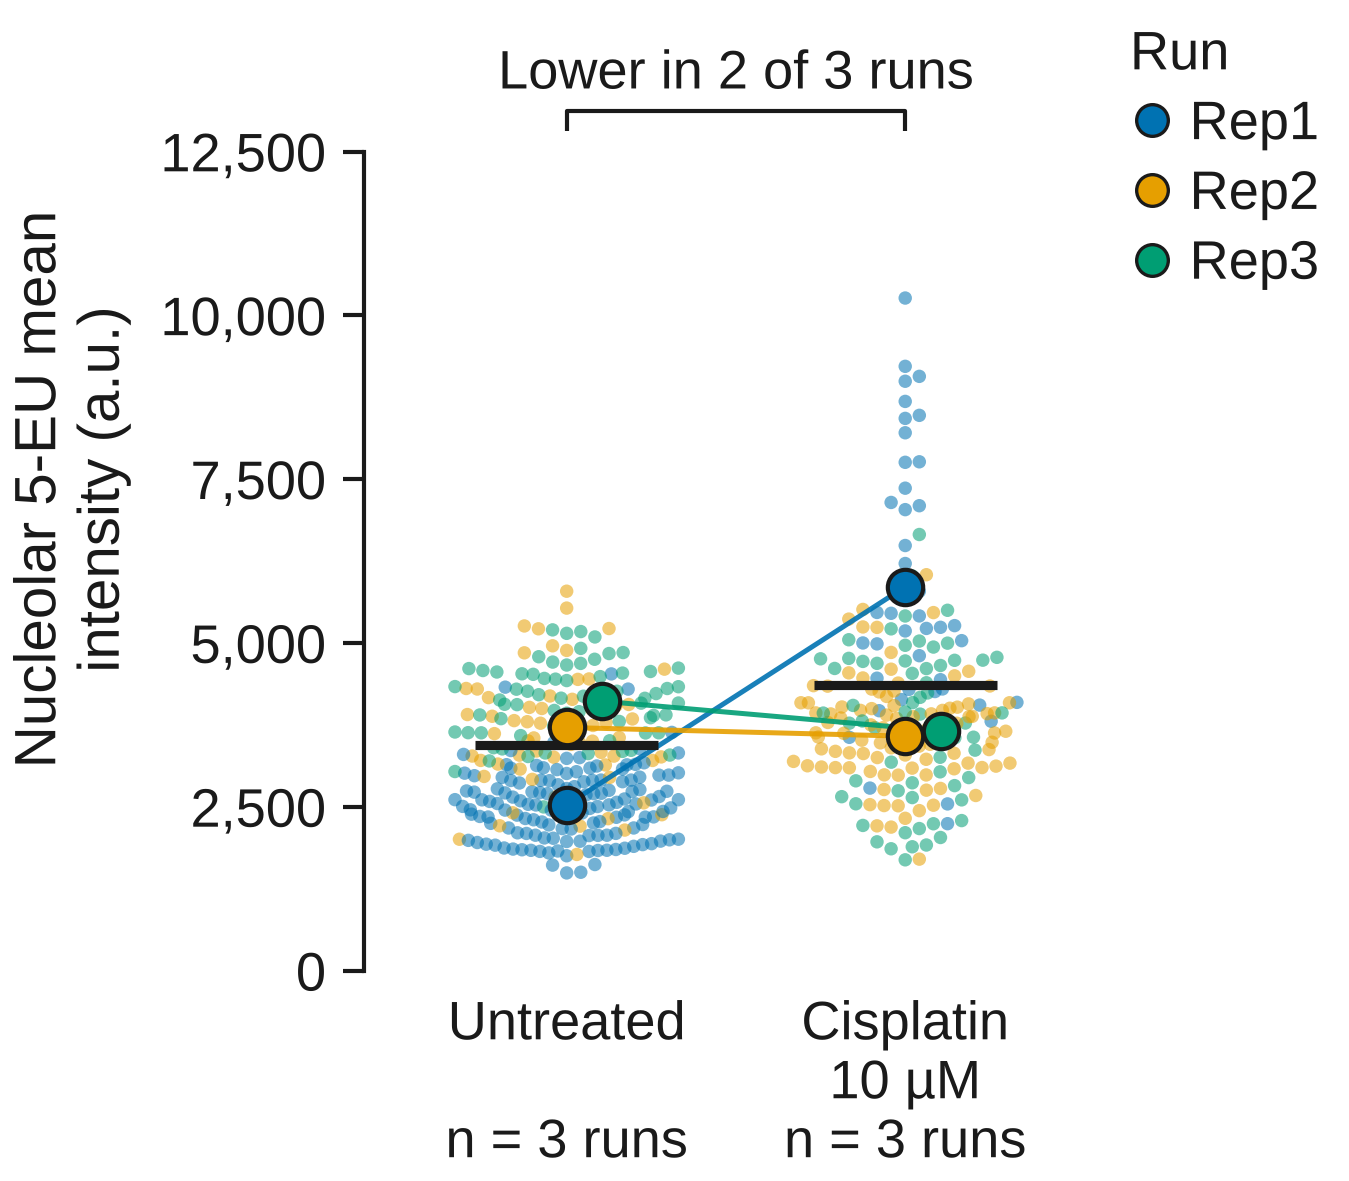 Lower in 2 of 3 runs
Run
Rep1
Rep2
Rep3
12,500
10,000
7,500
5,000
2,500
0
Nucleolar 5-EU mean
intensity (a.u.)
Untreated
n = 3 runs
Cisplatin
10 µM
n = 3 runs